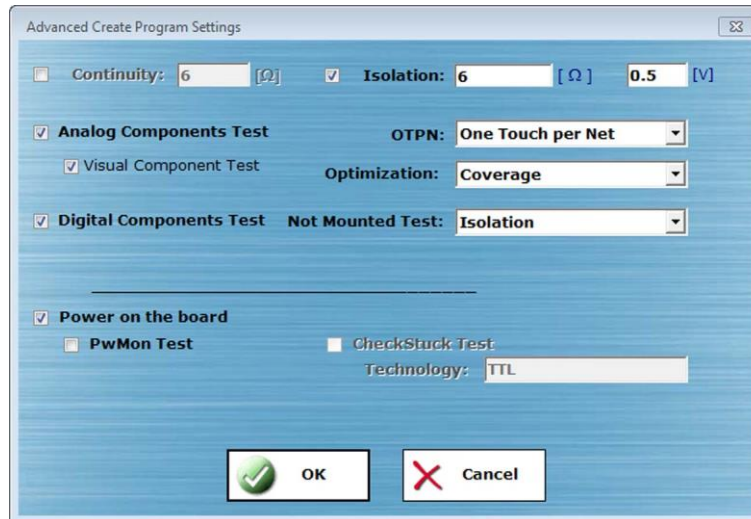 Advanced Create Program Settings
Continuity: 6 [Ω] Isolation: 6 [ Ω ] 0.5 [V]
Analog Components Test OTPN: One Touch per Net
Visual Component Test Optimization: Coverage
Digital Components Test Not Mounted Test: Isolation
Power on the board
PwMon Test CheckStuck Test
Technology: TTL
OK Cancel